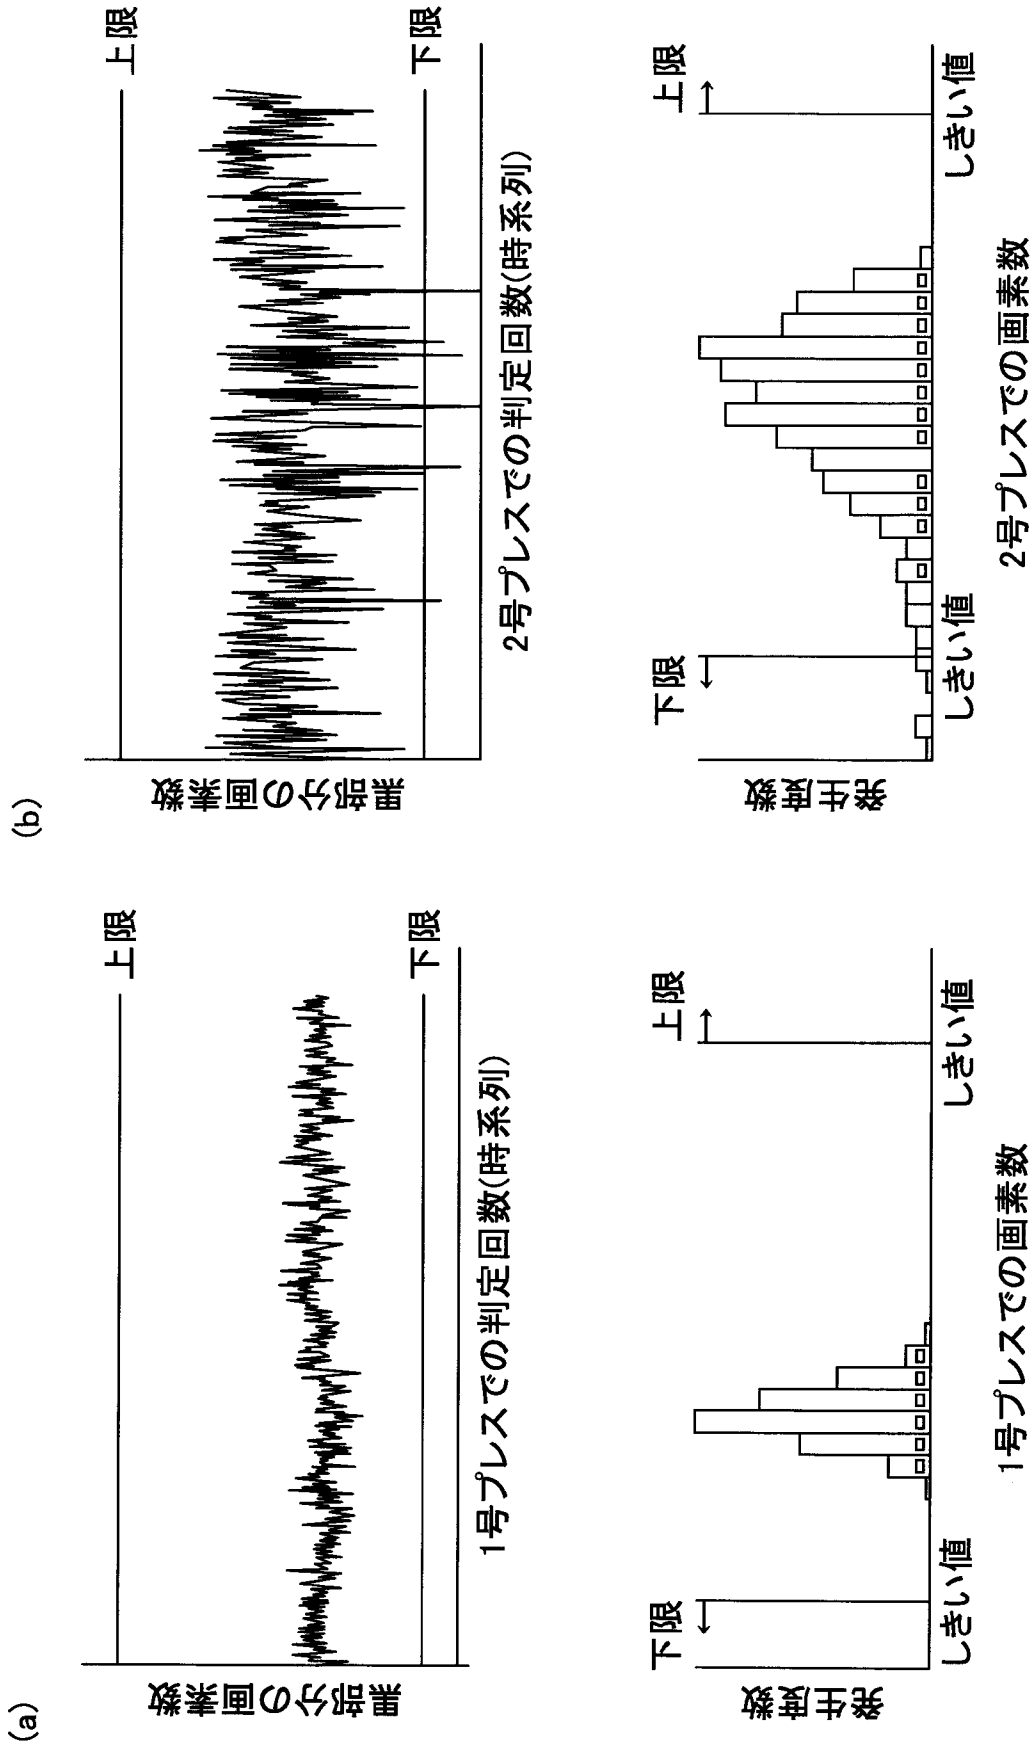 (a)
黒部分の画素数
上限
下限
1号プレスでの判定回数(時系列)
発生度数
下限
上限
しきい値
しきい値
1号プレスでの画素数
(b)
黒部分の画素数
上限
下限
2号プレスでの判定回数(時系列)
発生度数
下限
上限
しきい値
しきい値
2号プレスでの画素数